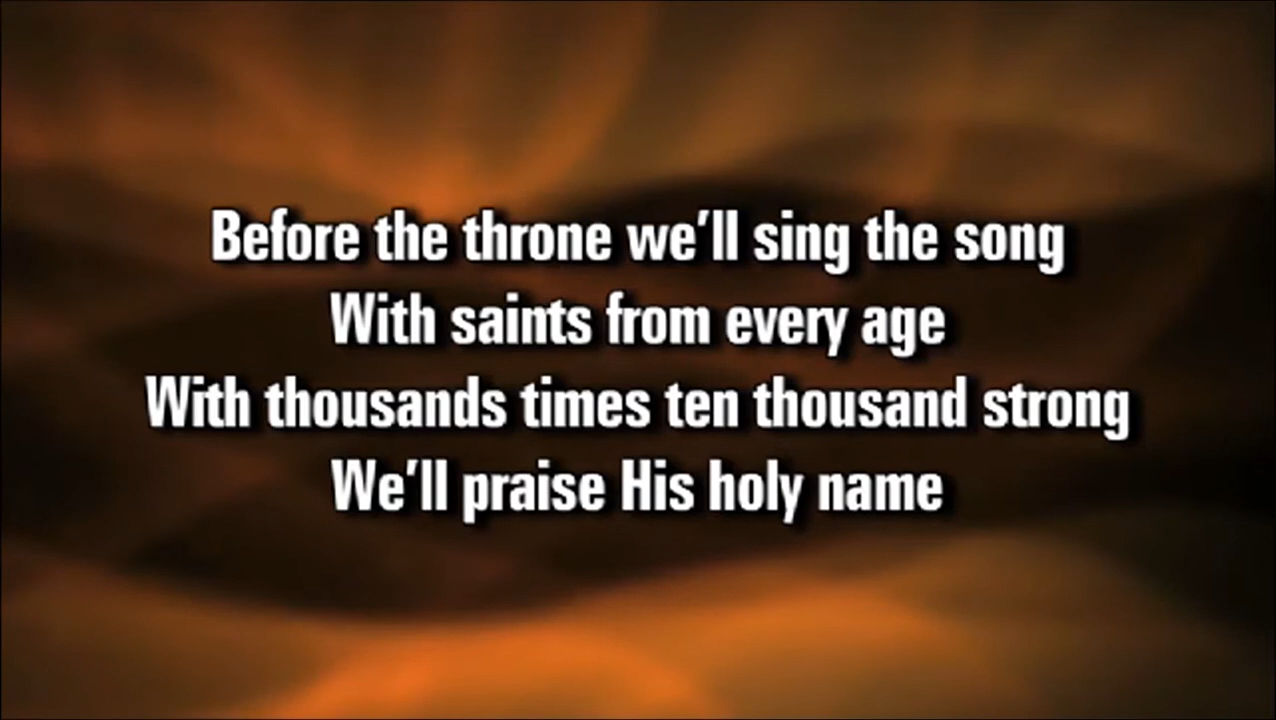 Before the throne we'll sing the song
With saints from every age
With thousands times ten thousand strong
We'll praise His holy name